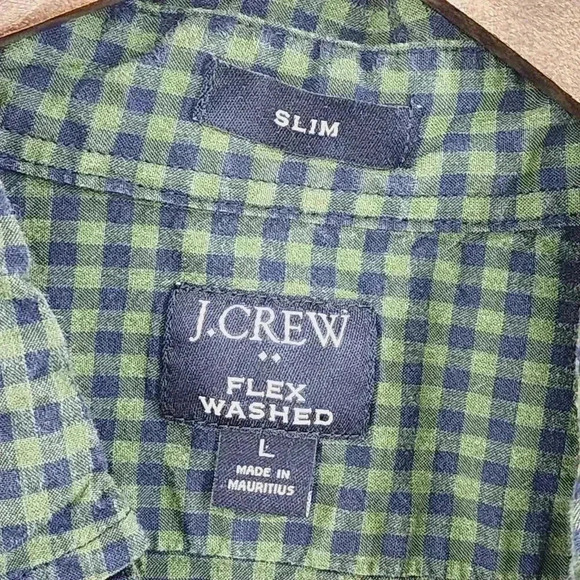 SLIM
J.CREW
FLEX
WASHED
L
MADE IN
MAURITIUS